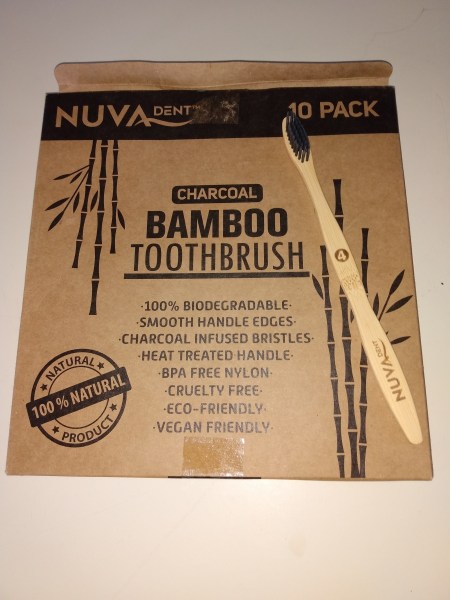 NUVA DENT™
10 PACK
CHARCOAL
BAMBOO
TOOTHBRUSH
·100% BIODEGRADABLE·
·SMOOTH HANDLE EDGES·
·CHARCOAL INFUSED BRISTLES·
·HEAT TREATED HANDLE·
·BPA FREE NYLON·
·CRUELTY FREE·
·ECO-FRIENDLY·
·VEGAN FRIENDLY·
NATURAL
100% NATURAL
PRODUCT
4
NUVA DENT